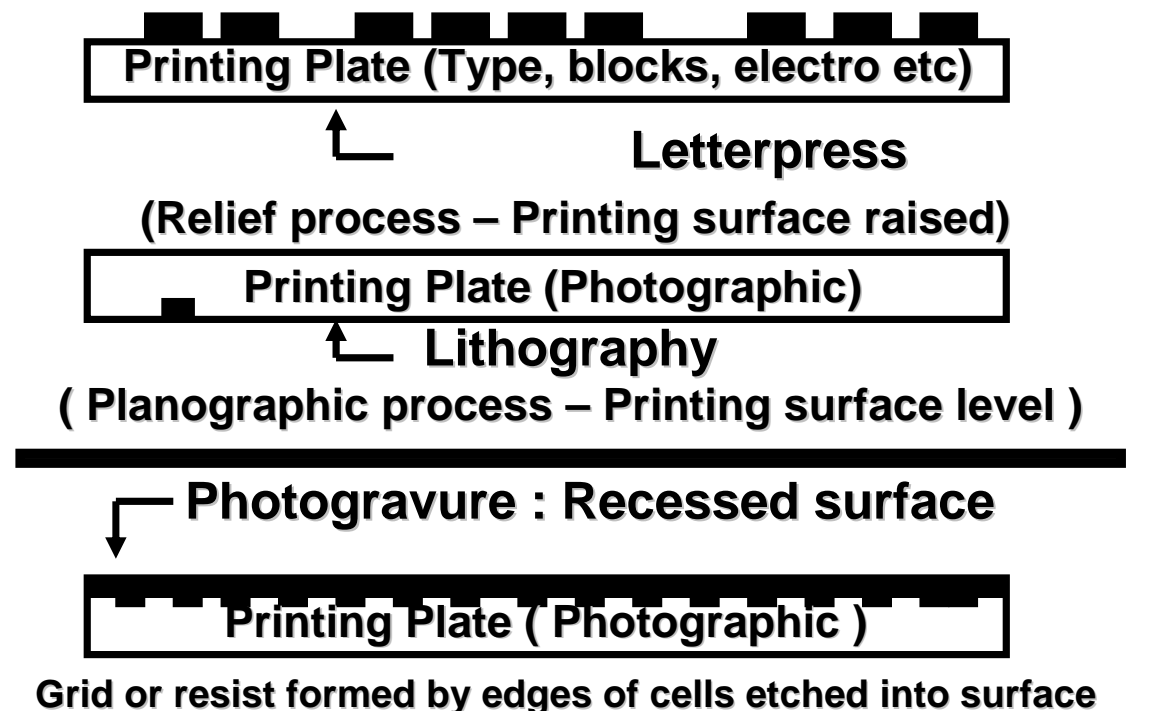 Printing Plate (Type, blocks, electro etc)
Letterpress
(Relief process – Printing surface raised)
Printing Plate (Photographic)
Lithography
( Planographic process – Printing surface level )
Photogravure : Recessed surface
Printing Plate ( Photographic )
Grid or resist formed by edges of cells etched into surface